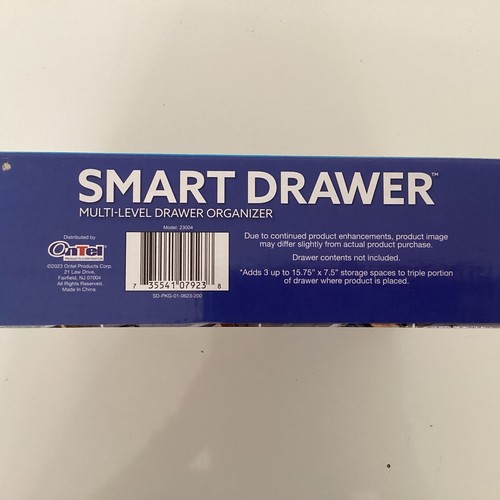 SMART DRAWER™
MULTI-LEVEL DRAWER ORGANIZER
Model: 23004
Distributed by
OnTel
©2023 Ontel Products Corp.
21 Law Drive,
Fairfield, NJ 07004
All Rights Reserved.
Made In China
7 35541 07923 8
SD-PKG-01-0623-200
Due to continued product enhancements, product image
may differ slightly from actual product purchase.
Drawer contents not included.
*Adds 3 up to 15.75" x 7.5" storage spaces to triple portion
of drawer where product is placed.